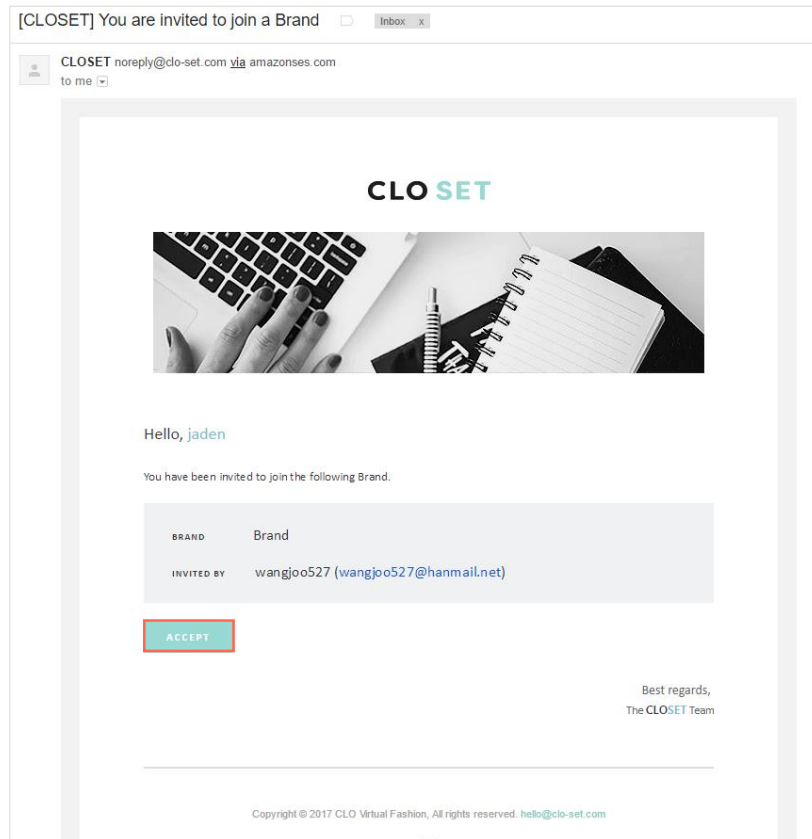 [CLOSET] You are invited to join a Brand Inbox x
CLOSET noreply@clo-set.com via amazonses.com
to me
CLO SET
Hello, jaden
You have been invited to join the following Brand.
BRAND Brand
INVITED BY wangjoo527 (wangjoo527@hanmail.net)
ACCEPT
Best regards,
The CLOSET Team
Copyright © 2017 CLO Virtual Fashion, All rights reserved. hello@clo-set.com